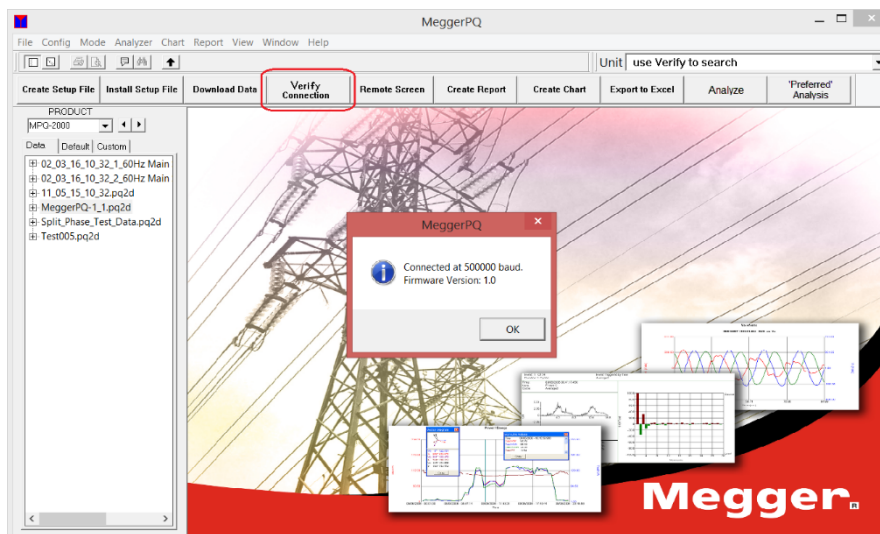 MeggerPQ
File Config Mode Analyzer Chart Report View Window Help
Unit use Verify to search
Create Setup File Install Setup File Download Data Verify Connection Remote Screen Create Report Create Chart Export to Excel Analyze 'Preferred' Analysis
PRODUCT
MPQ-2000
Data Default Custom
02_03_16_10_32_1_60Hz Main
02_03_16_10_32_2_60Hz Main
11_05_15_10_32.pq2d
MeggerPQ-1_1.pq2d
Split_Phase_Test_Data.pq2d
Test005.pq2d
MeggerPQ
Connected at 500000 baud.
Firmware Version: 1.0
OK
Megger